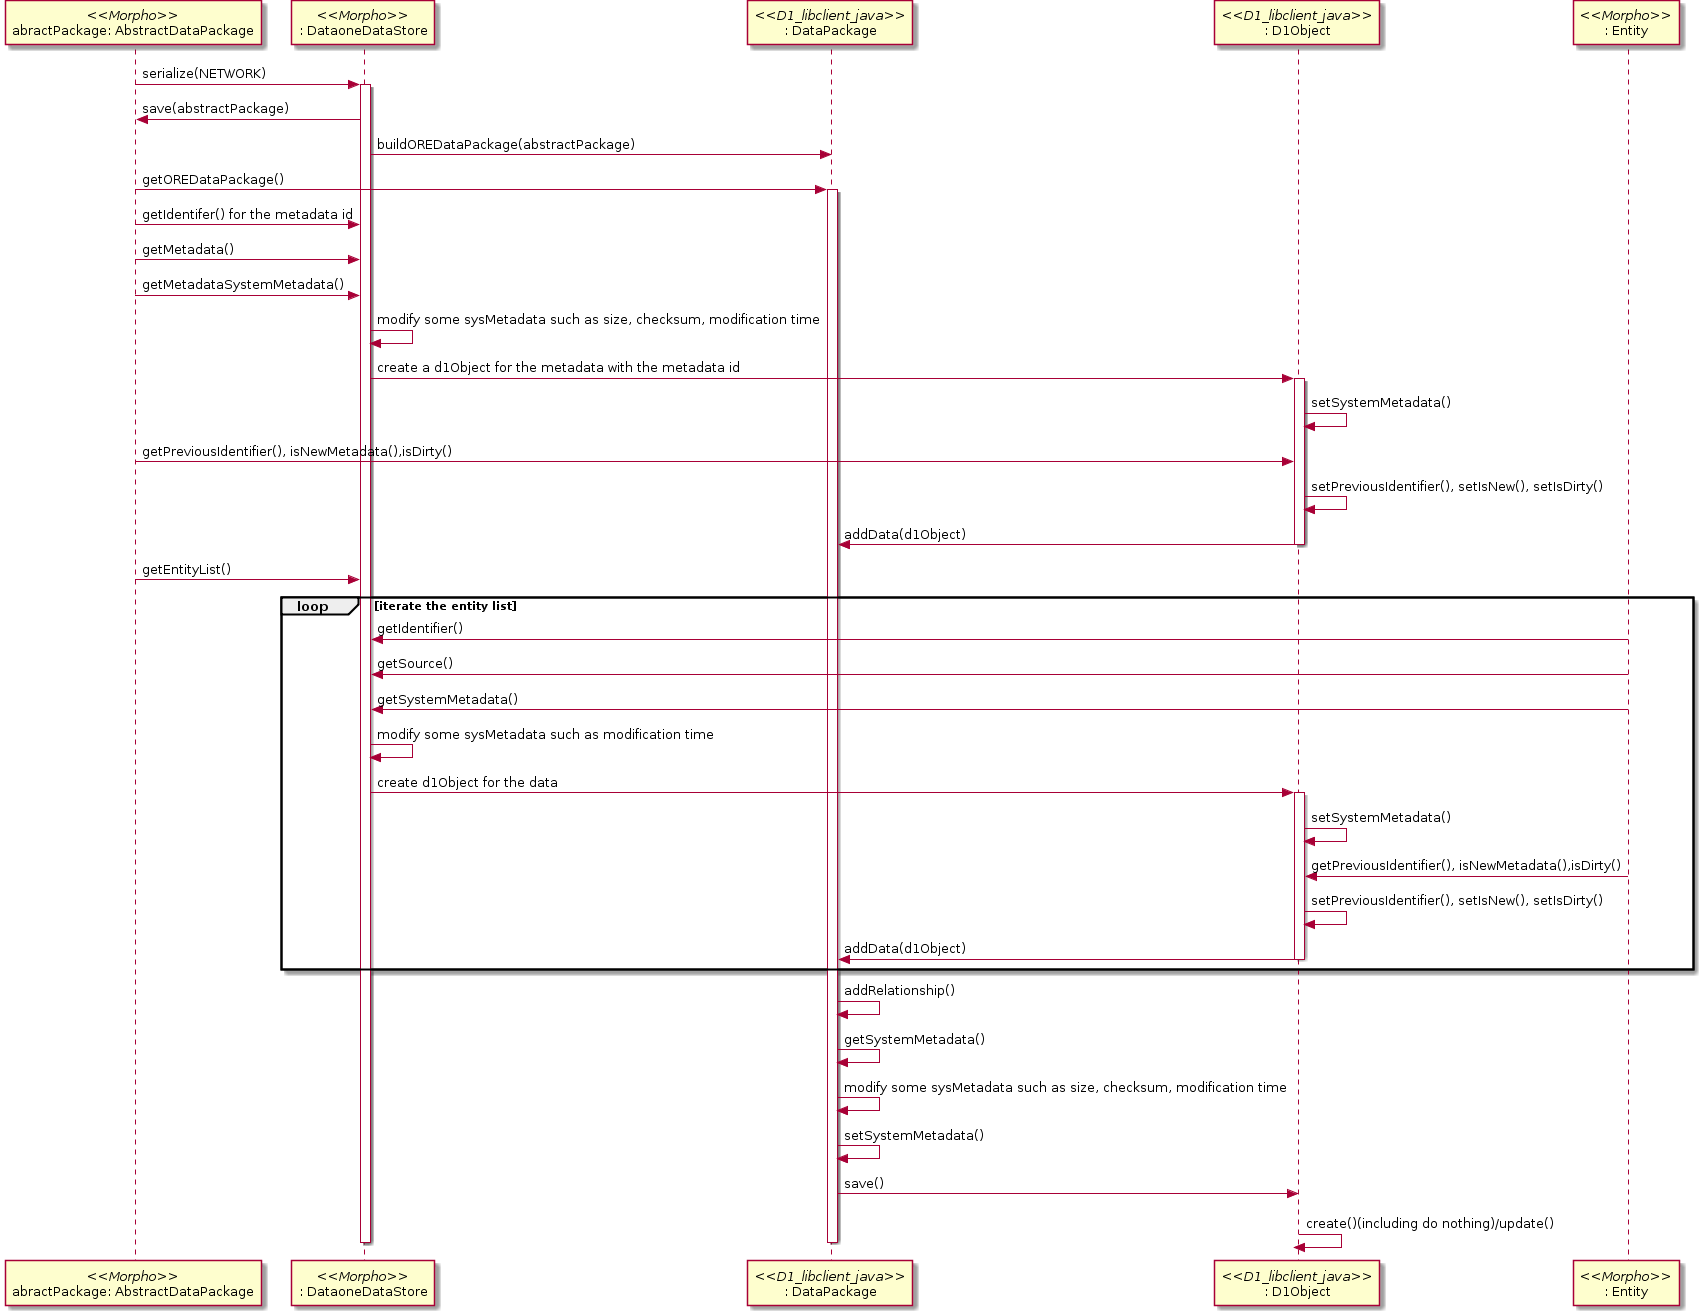 <<Morpho>>
abractPackage: AbstractDataPackage
<<Morpho>>
: DataoneDataStore
<<D1_libclient_java>>
: DataPackage
<<D1_libclient_java>>
: D1Object
<<Morpho>>
: Entity
serialize(NETWORK)
save(abstractPackage)
buildOREDataPackage(abstractPackage)
getOREDataPackage()
getIdentifer() for the metadata id
getMetadata()
getMetadataSystemMetadata()
modify some sysMetadata such as size, checksum, modification time
create a d1Object for the metadata with the metadata id
setSystemMetadata()
getPreviousIdentifier(), isNewMetadata(),isDirty()
setPreviousIdentifier(), setIsNew(), setIsDirty()
addData(d1Object)
getEntityList()
loop [iterate the entity list]
getIdentifier()
getSource()
getSystemMetadata()
modify some sysMetadata such as modification time
create d1Object for the data
setSystemMetadata()
getPreviousIdentifier(), isNewMetadata(),isDirty()
setPreviousIdentifier(), setIsNew(), setIsDirty()
addData(d1Object)
addRelationship()
getSystemMetadata()
modify some sysMetadata such as size, checksum, modification time
setSystemMetadata()
save()
create()(including do nothing)/update()
<<Morpho>>
abractPackage: AbstractDataPackage
<<Morpho>>
: DataoneDataStore
<<D1_libclient_java>>
: DataPackage
<<D1_libclient_java>>
: D1Object
<<Morpho>>
: Entity